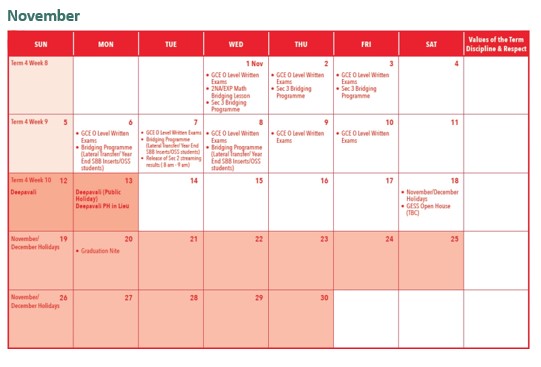 November
SUN MON TUE WED THU FRI SAT Values of the Term
Discipline & Respect
Term 4 Week 8
1 Nov
• GCE O Level Written
Exams
• 2NA/EXP Math
Bridging Lesson
• Sec 3 Bridging
Programme
2
• GCE O Level Written
Exams
• Sec 3 Bridging
Programme
3
• GCE O Level Written
Exams
• Sec 3 Bridging
Programme
4
Term 4 Week 9 5
6
• GCE O Level Written
Exams
• Bridging Programme
(Lateral Transfer/ Year
End SBB Inserts/OSS
students)
7
• GCE O Level Written Exams
• Bridging Programme
(Lateral Transfer/ Year End
SBB Inserts/OSS students)
• Release of Sec 2 streaming
results ( 8 am - 9 am)
8
• GCE O Level Written
Exams
• Bridging Programme
(Lateral Transfer/ Year
End SBB Inserts/OSS
students)
9
• GCE O Level Written
Exams
10
• GCE O Level Written
Exams
11
Term 4 Week 10 12
Deepavali
13
Deepavali (Public
Holiday)
Deepavali PH in Lieu
14
15
16
17
18
• November/December
Holidays
• GESS Open House
(TBC)
November/ 19
December Holidays
20
• Graduation Nite
21
22
23
24
25
November/ 26
December Holidays
27
28
29
30